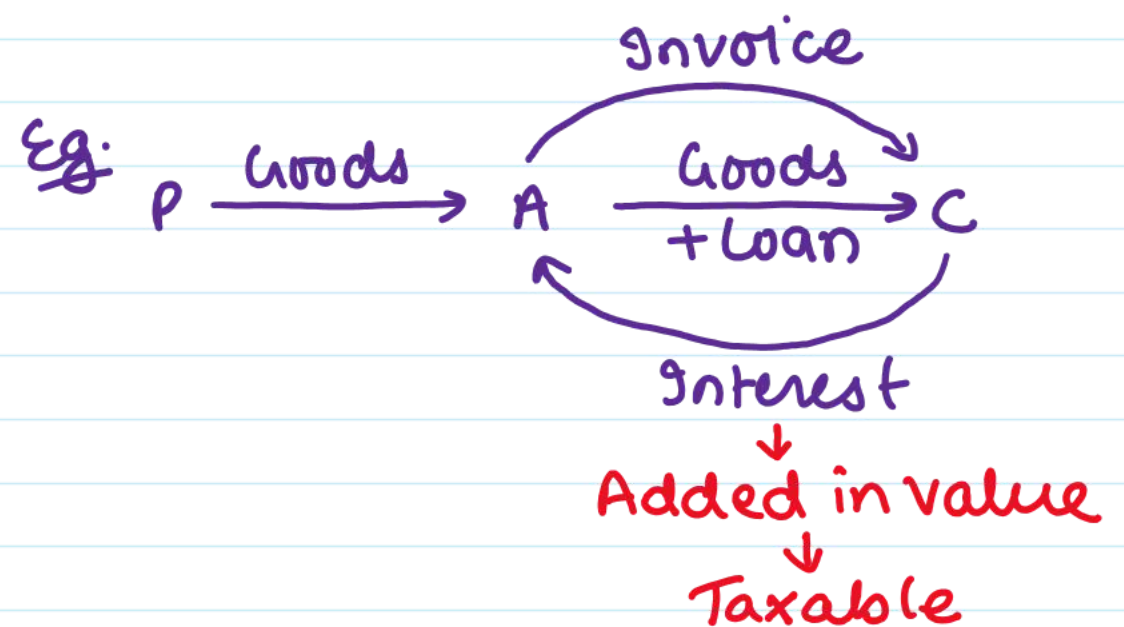 Invoice
Eg.
Goods
Goods
P
A
C
+ Loan
Interest
Added in value
Taxable